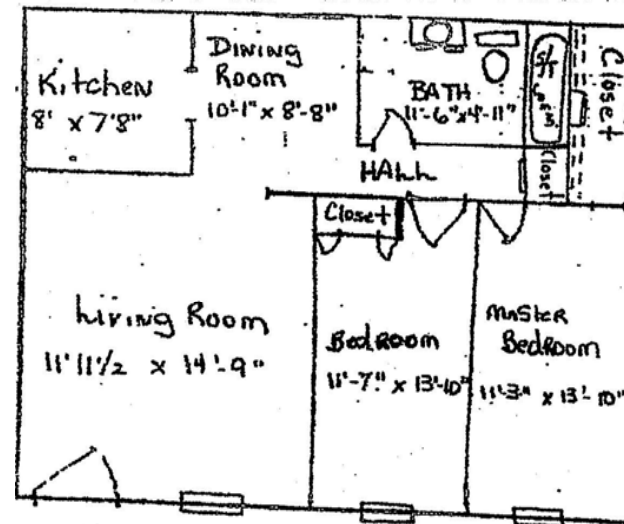 Kitchen
8' x 7'8"
Dining
Room
10'-1" x 8'-8"
BATH
11'-6" x 4'-11"
Closet
Closet
HALL
Closet
Living Room
11' 11 1/2 x 14'-9"
Bedroom
11'-7" x 13'-10"
Master
Bedroom
11'-3" x 13'-10"